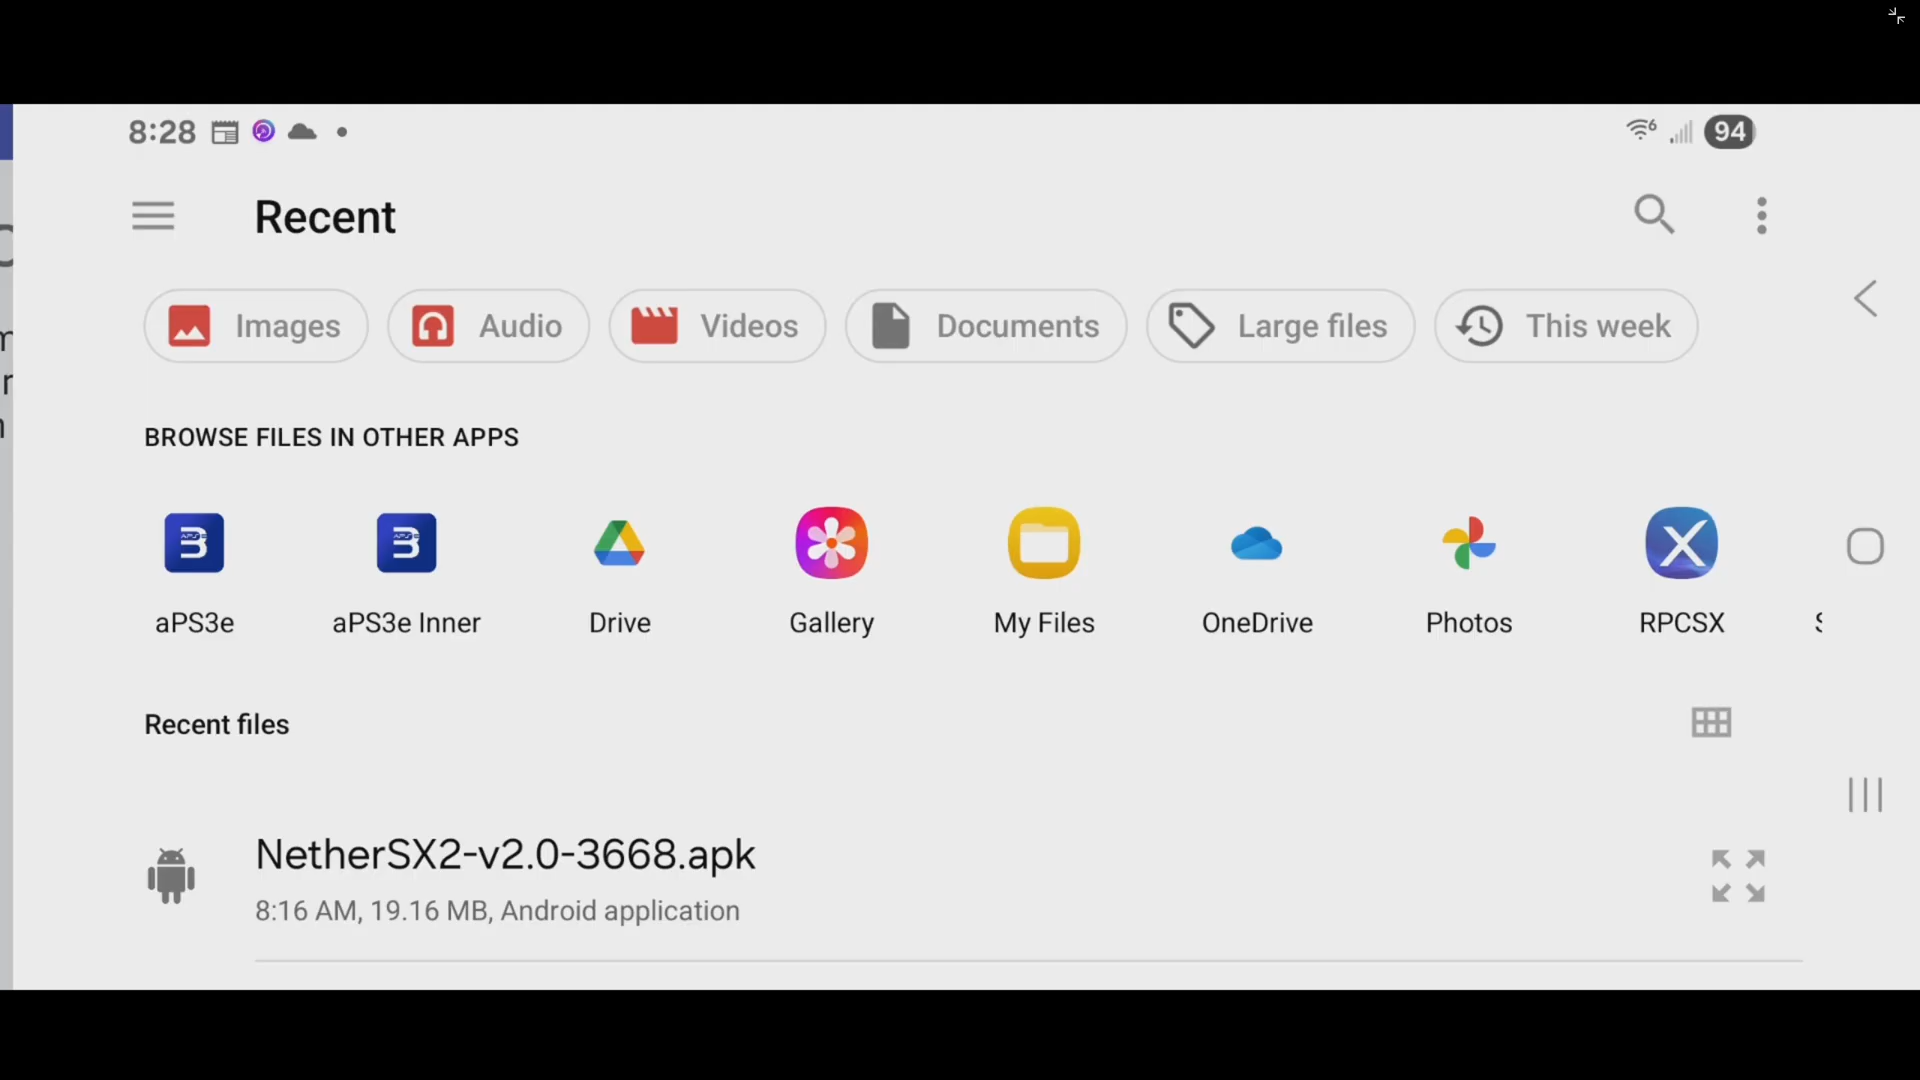 8:28
6
94
Recent
Images
Audio
Videos
Documents
Large files
This week
BROWSE FILES IN OTHER APPS
aPS3e
aPS3e Inner
Drive
Gallery
My Files
OneDrive
Photos
RPCSX
Recent files
NetherSX2-v2.0-3668.apk
8:16 AM, 19.16 MB, Android application